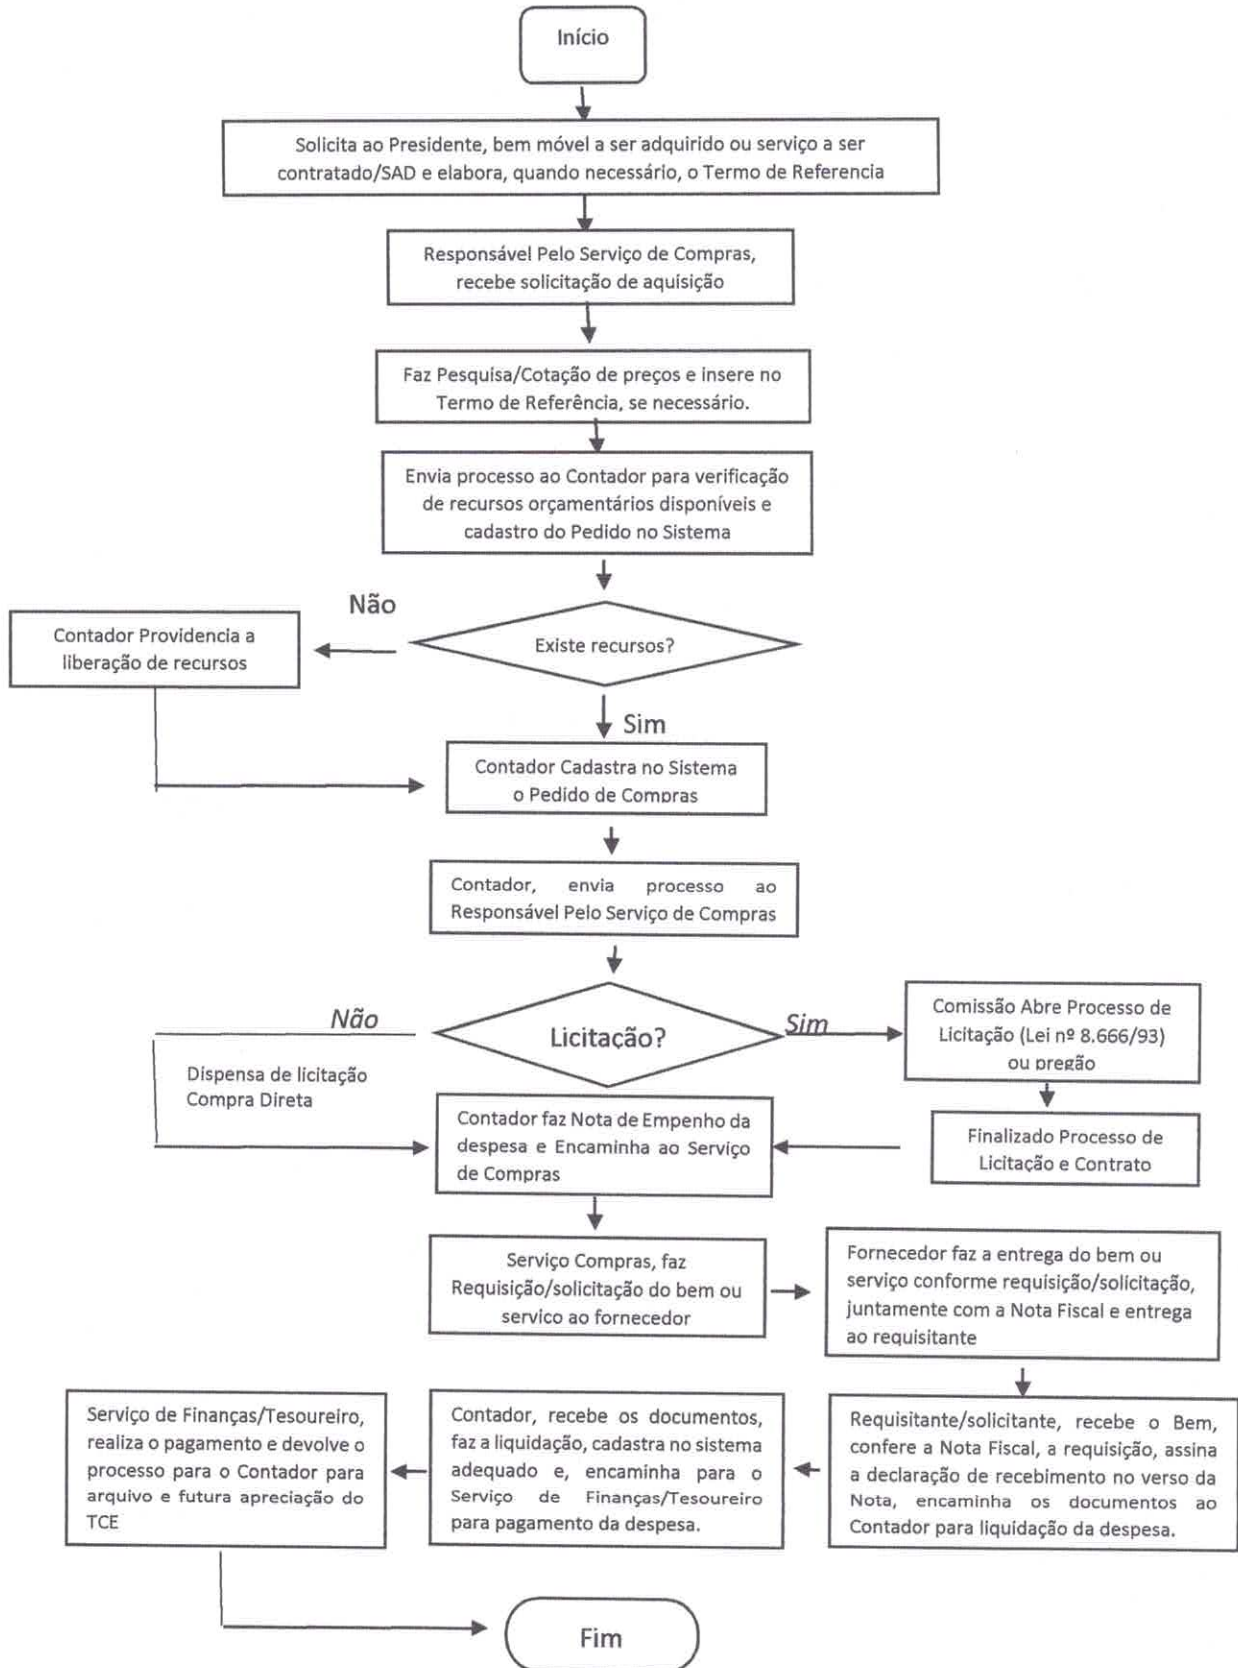 Início
Solicita ao Presidente, bem móvel a ser adquirido ou serviço a ser
contratado/SAD e elabora, quando necessário, o Termo de Referencia
Responsável Pelo Serviço de Compras,
recebe solicitação de aquisição
Faz Pesquisa/Cotação de preços e insere no
Termo de Referência, se necessário.
Envia processo ao Contador para verificação
de recursos orçamentários disponíveis e
cadastro do Pedido no Sistema
Não
Existe recursos?
Contador Providencia a
liberação de recursos
Sim
Contador Cadastra no Sistema
o Pedido de Compras
Contador, envia processo ao
Responsável Pelo Serviço de Compras
Não
Licitação?
Sim
Comissão Abre Processo de
Licitação (Lei nº 8.666/93)
ou pregão
Dispensa de licitação
Compra Direta
Contador faz Nota de Empenho da
despesa e Encaminha ao Serviço
de Compras
Finalizado Processo de
Licitação e Contrato
Serviço Compras, faz
Requisição/solicitação do bem ou
servico ao fornecedor
Fornecedor faz a entrega do bem ou
serviço conforme requisição/solicitação,
juntamente com a Nota Fiscal e entrega
ao requisitante
Requisitante/solicitante, recebe o Bem,
confere a Nota Fiscal, a requisição, assina
a declaração de recebimento no verso da
Nota, encaminha os documentos ao
Contador para liquidação da despesa.
Contador, recebe os documentos,
faz a liquidação, cadastra no sistema
adequado e, encaminha para o
Serviço de Finanças/Tesoureiro
para pagamento da despesa.
Serviço de Finanças/Tesoureiro,
realiza o pagamento e devolve o
processo para o Contador para
arquivo e futura apreciação do
TCE
Fim